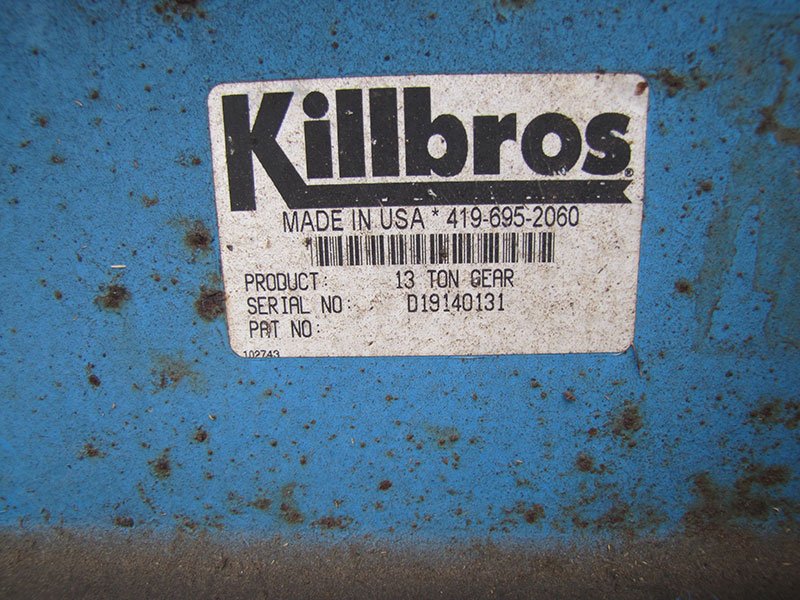 Killbros®
MADE IN USA * 419-695-2060
PRODUCT: 13 TON GEAR
SERIAL NO: D19140131
PAT NO:
102743